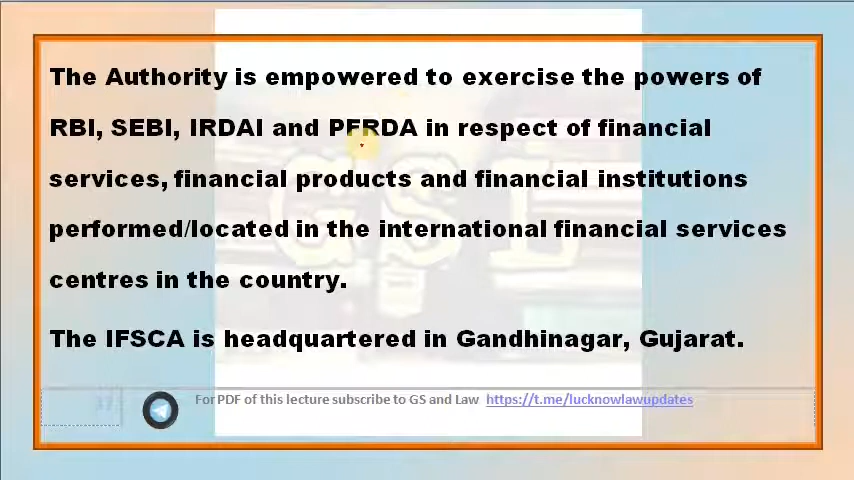 The Authority is empowered to exercise the powers of
RBI, SEBI, IRDAI and PFRDA in respect of financial
services, financial products and financial institutions
performed/located in the international financial services
centres in the country.
The IFSCA is headquartered in Gandhinagar, Gujarat.
For PDF of this lecture subscribe to GS and Law https://t.me/lucknowlawupdates